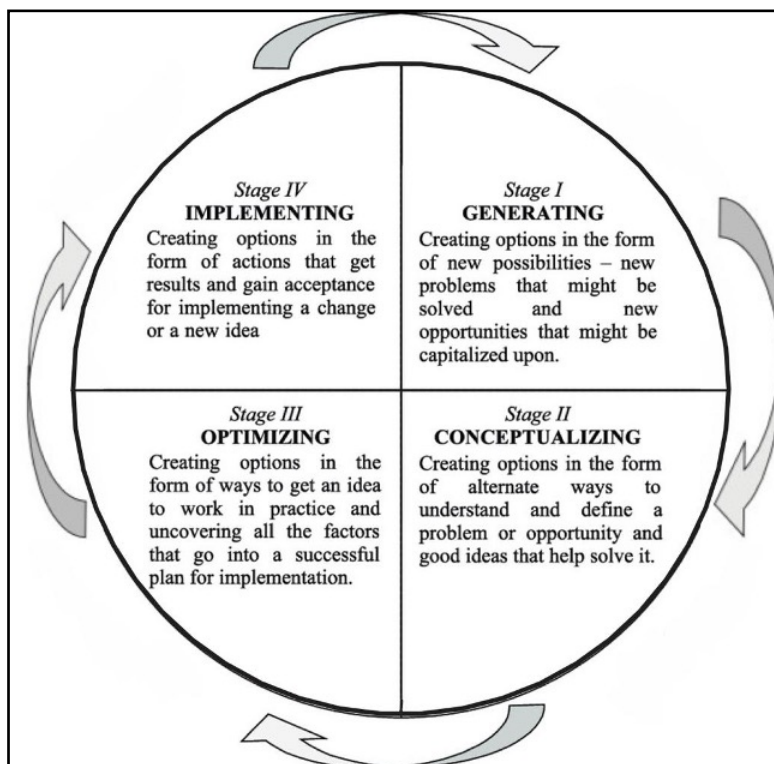 Stage IV
IMPLEMENTING
Creating options in the
form of actions that get
results and gain acceptance
for implementing a change
or a new idea
Stage I
GENERATING
Creating options in the form
of new possibilities – new
problems that might be
solved and new
opportunities that might be
capitalized upon.
Stage III
OPTIMIZING
Creating options in the
form of ways to get an idea
to work in practice and
uncovering all the factors
that go into a successful
plan for implementation.
Stage II
CONCEPTUALIZING
Creating options in the form
of alternate ways to
understand and define a
problem or opportunity and
good ideas that help solve it.